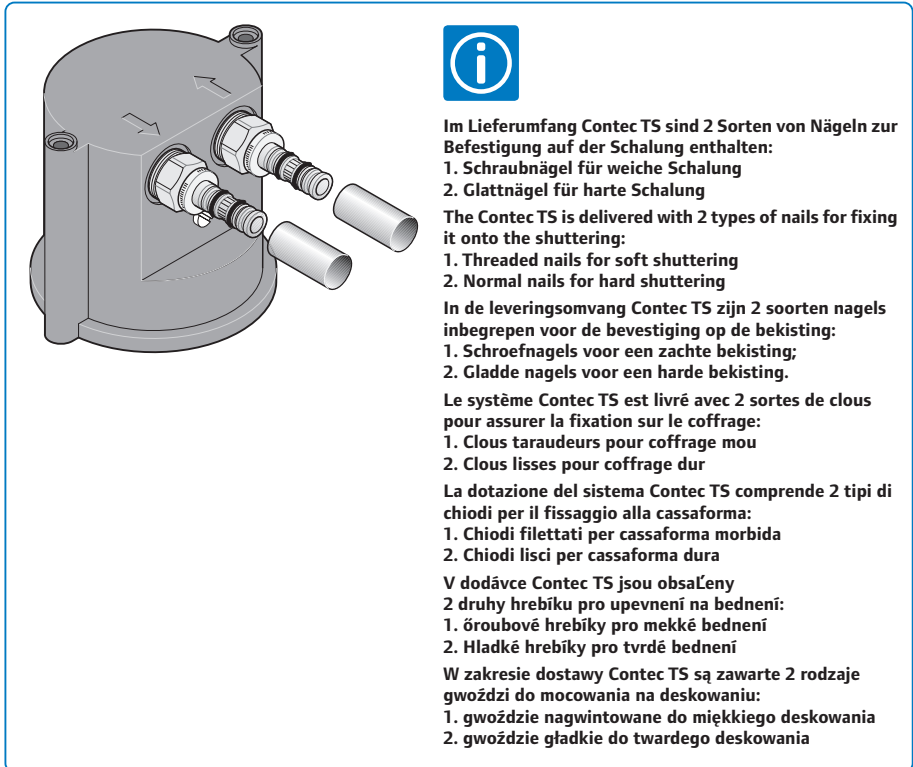 Im Lieferumfang Contec TS sind 2 Sorten von Nägeln zur
Befestigung auf der Schalung enthalten:
1. Schraubnägel für weiche Schalung
2. Glattnägel für harte Schalung
The Contec TS is delivered with 2 types of nails for fixing
it onto the shuttering:
1. Threaded nails for soft shuttering
2. Normal nails for hard shuttering
In de leveringsomvang Contec TS zijn 2 soorten nagels
inbegrepen voor de bevestiging op de bekisting:
1. Schroefnagels voor een zachte bekisting;
2. Gladde nagels voor een harde bekisting.
Le système Contec TS est livré avec 2 sortes de clous
pour assurer la fixation sur le coffrage:
1. Clous taraudeurs pour coffrage mou
2. Clous lisses pour coffrage dur
La dotazione del sistema Contec TS comprende 2 tipi di
chiodi per il fissaggio alla cassaforma:
1. Chiodi filettati per cassaforma morbida
2. Chiodi lisci per cassaforma dura
V dodávce Contec TS jsou obsaĽeny
2 druhy hrebíku pro upevnení na bednení:
1. őroubové hrebíky pro mekké bednení
2. Hladké hrebíky pro tvrdé bednení
W zakresie dostawy Contec TS są zawarte 2 rodzaje
gwoździ do mocowania na deskowaniu:
1. gwoździe nagwintowane do miękkiego deskowania
2. gwoździe gładkie do twardego deskowania